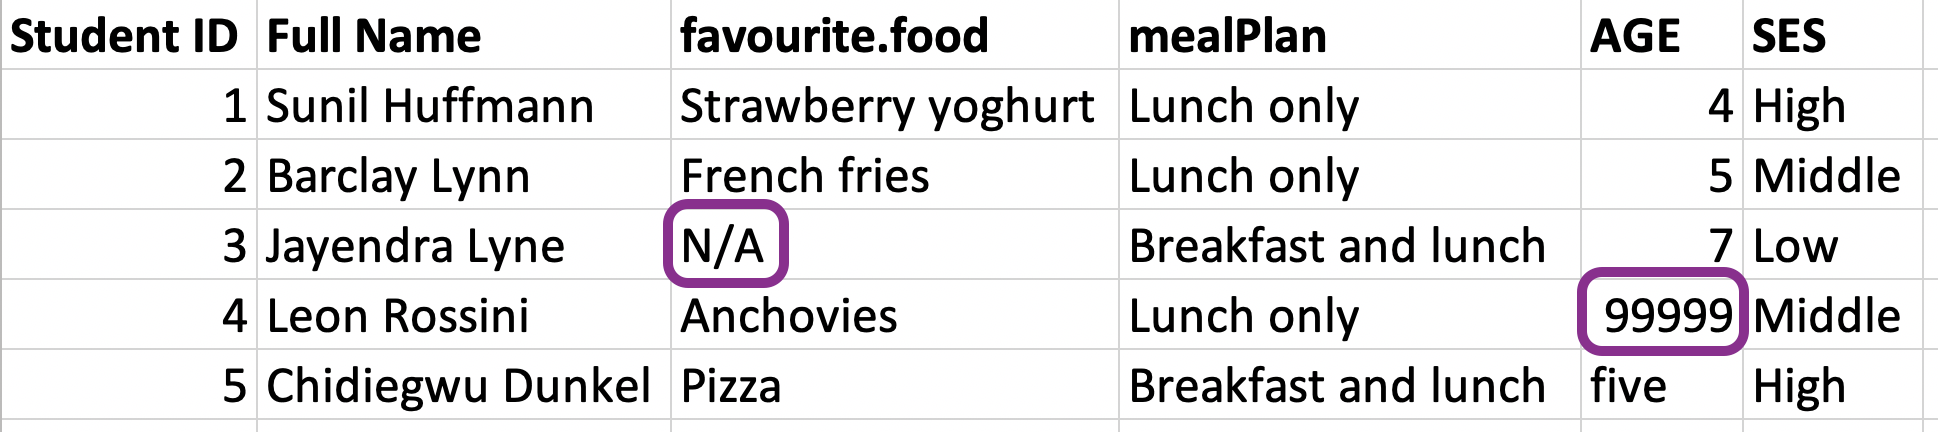 Student ID Full Name favourite.food mealPlan AGE SES
1 Sunil Huffmann Strawberry yoghurt Lunch only 4 High
2 Barclay Lynn French fries Lunch only 5 Middle
3 Jayendra Lyne N/A Breakfast and lunch 7 Low
4 Leon Rossini Anchovies Lunch only 99999 Middle
5 Chidiegwu Dunkel Pizza Breakfast and lunch five High